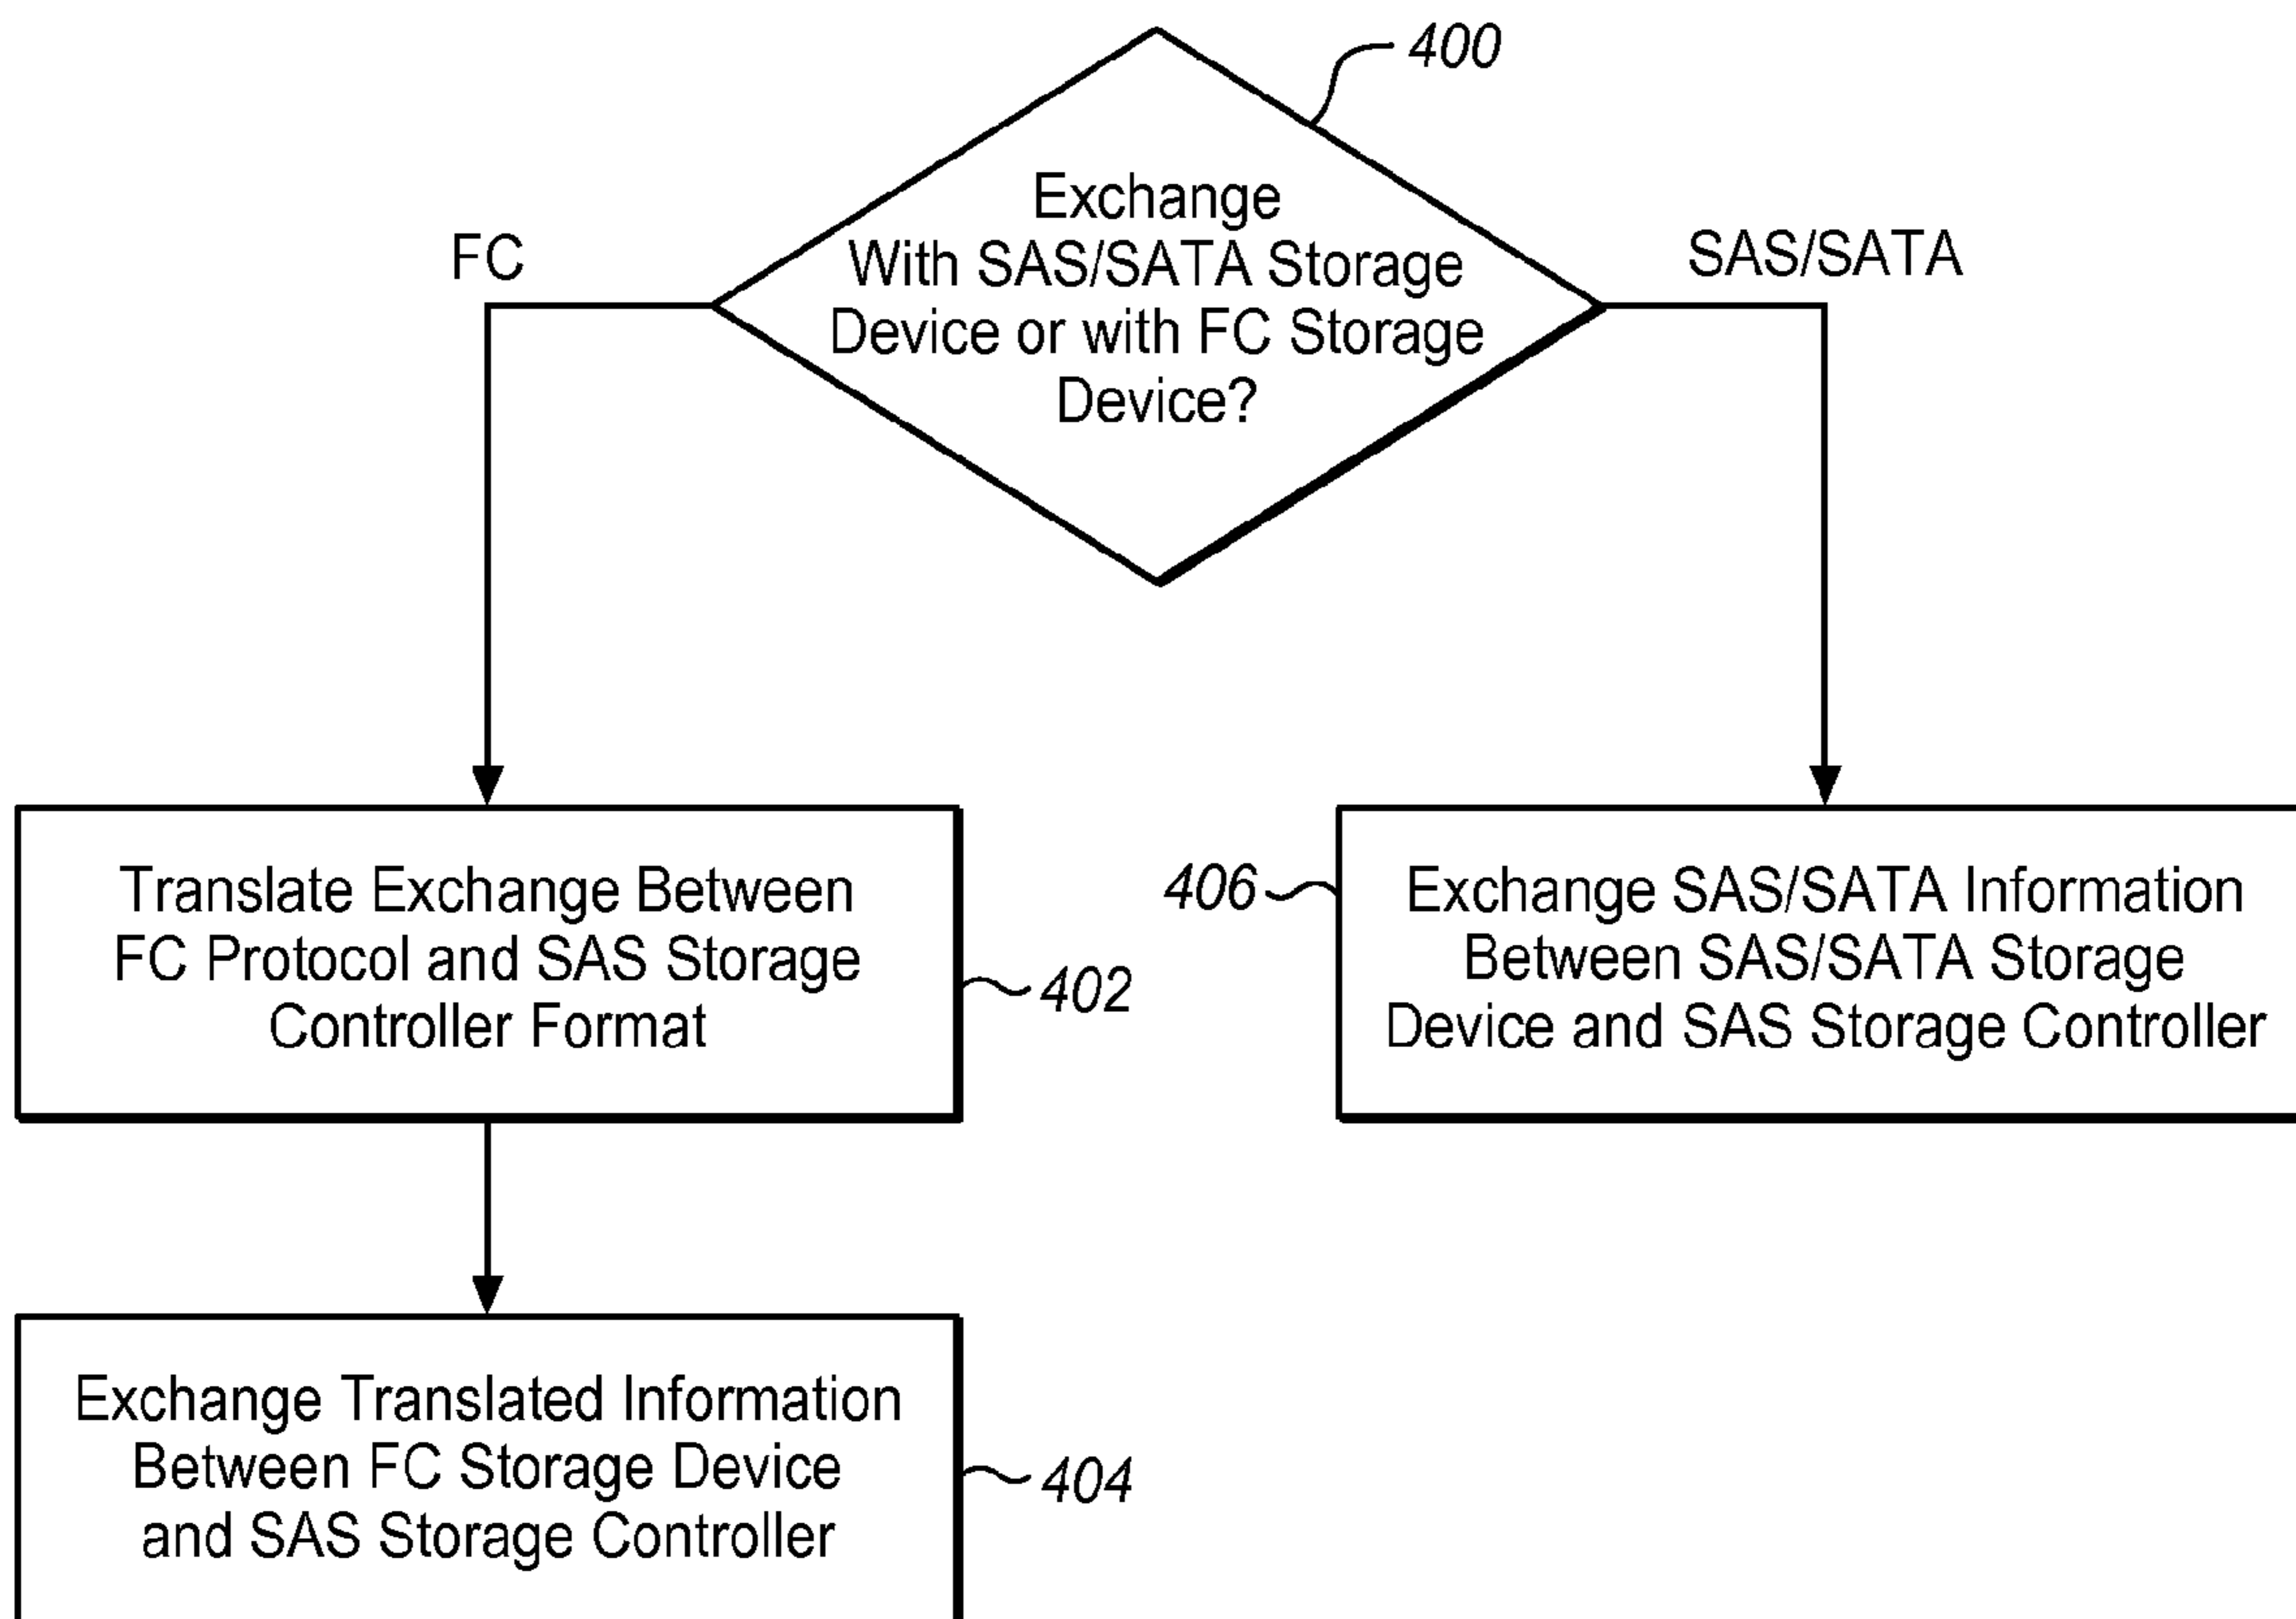 400
Exchange
With SAS/SATA Storage
Device or with FC Storage
Device?
FC
SAS/SATA
Translate Exchange Between
FC Protocol and SAS Storage
Controller Format
402
406
Exchange SAS/SATA Information
Between SAS/SATA Storage
Device and SAS Storage Controller
Exchange Translated Information
Between FC Storage Device
and SAS Storage Controller
404